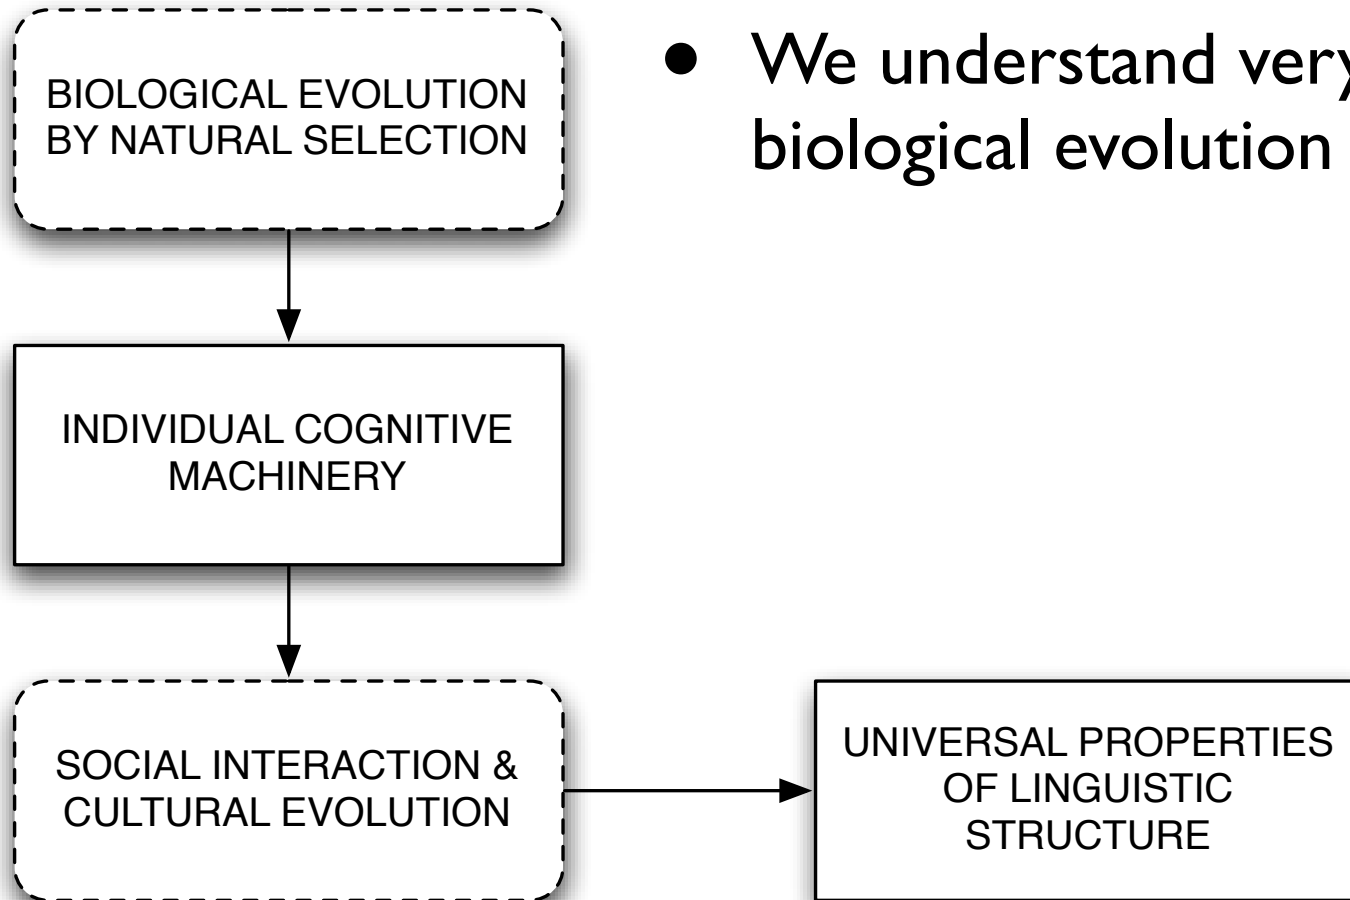 BIOLOGICAL EVOLUTION
BY NATURAL SELECTION
• We understand very
biological evolution
INDIVIDUAL COGNITIVE
MACHINERY
SOCIAL INTERACTION &
CULTURAL EVOLUTION
UNIVERSAL PROPERTIES
OF LINGUISTIC
STRUCTURE